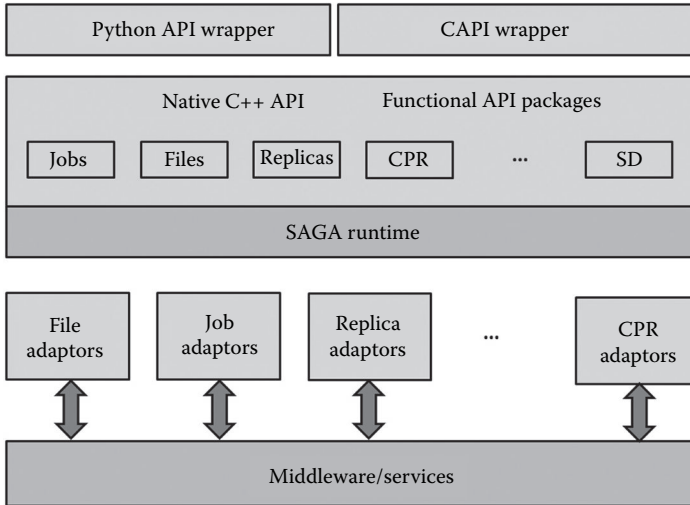 Python API wrapper
CAPI wrapper
Native C++ API
Functional API packages
Jobs
Files
Replicas
CPR
...
SD
SAGA runtime
File
adaptors
Job
adaptors
Replica
adaptors
...
CPR
adaptors
Middleware/services